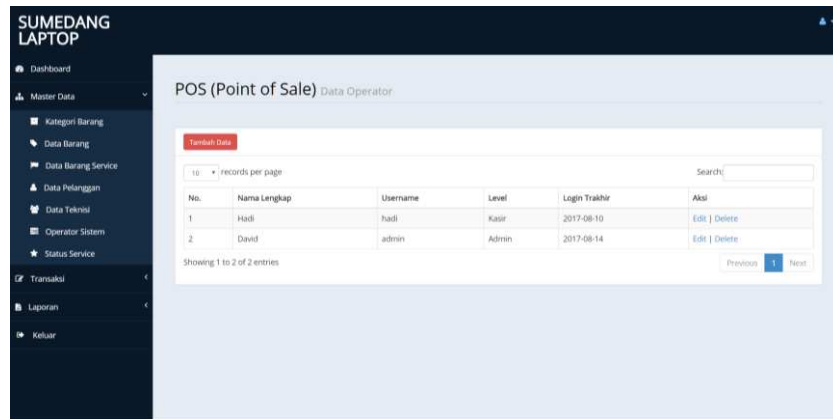 SUMEDANG
LAPTOP
Dashboard
Master Data
Kategori Barang
Data Barang
Data Barang Service
Data Pelanggan
Data Teknisi
Operator Sistem
Status Service
Transaksi
Laporan
Keluar
POS (Point of Sale) Data Operator
Tambah Data
10 records per page Search:
No. Nama Lengkap Username Level Login Trakhir Aksi
1 Hadi hadi Kasir 2017-08-10 Edit | Delete
2 David admin Admin 2017-08-14 Edit | Delete
Showing 1 to 2 of 2 entries Previous 1 Next